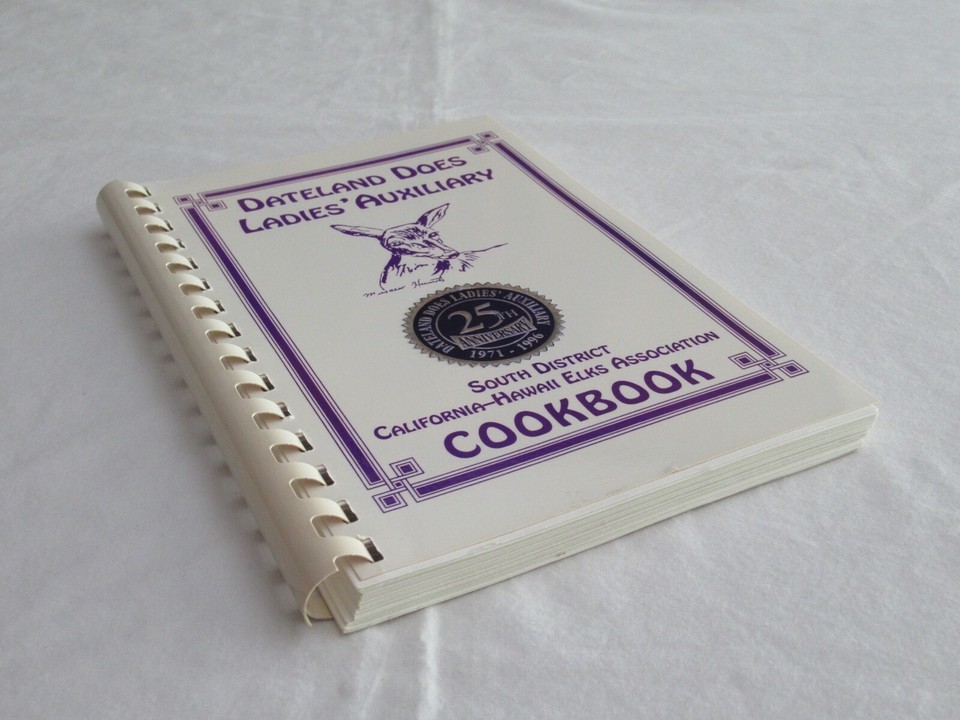 DATELAND DOES
LADIES' AUXILIARY
DATELAND DOES LADIES' AUXILIARY
25TH
ANNIVERSARY
1971 - 1996
SOUTH DISTRICT
CALIFORNIA–HAWAII ELKS ASSOCIATION
COOKBOOK